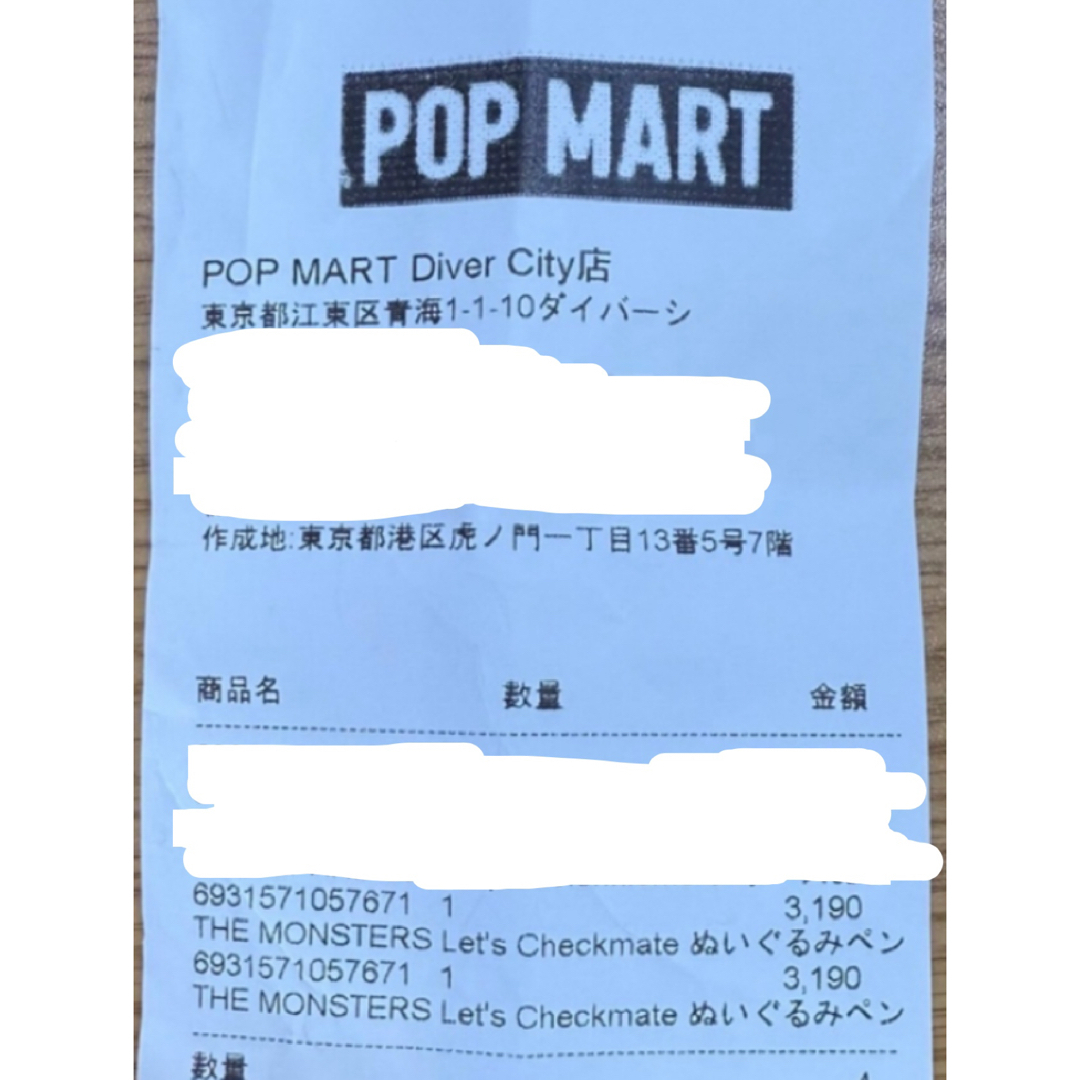 POP MART
POP MART Diver City店
東京都江東区青海1-1-10ダイバーシ
作成地:東京都港区虎ノ門一丁目13番5号7階
商品名 数量 金額
6931571057671 1 3,190
THE MONSTERS Let's Checkmate ぬいぐるみペン
6931571057671 1 3,190
THE MONSTERS Let's Checkmate ぬいぐるみペン
数量